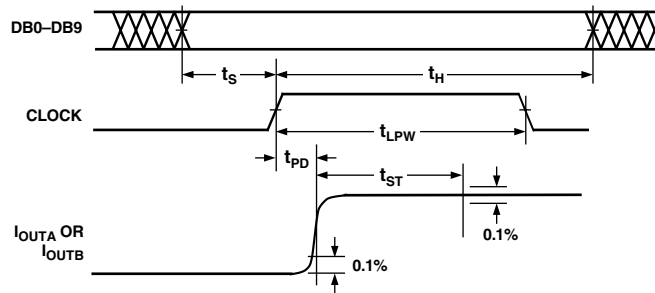 DB0–DB9
tS
tH
CLOCK
tLPW
tPD
tST
IOUTA OR
IOUTB
0.1%
0.1%